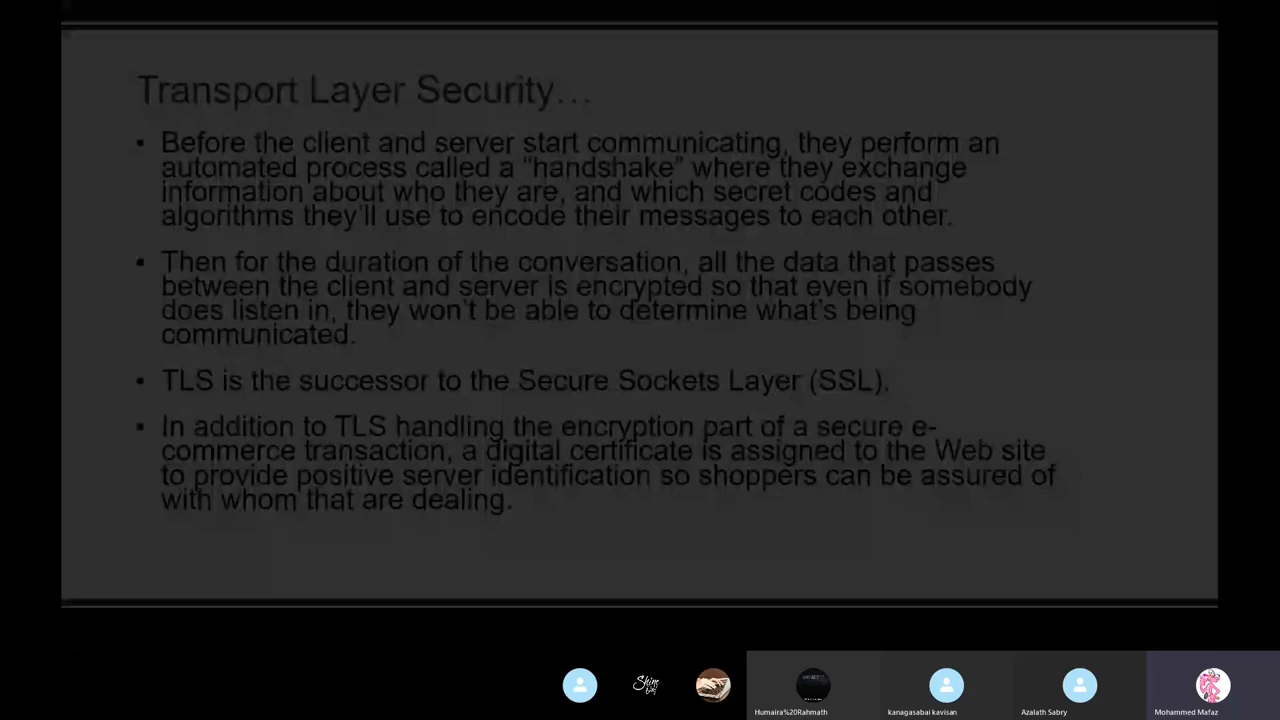 Transport Layer Security...
▪ Before the client and server start communicating, they perform an
automated process called a “handshake” where they exchange
information about who they are, and which secret codes and
algorithms they’ll use to encode their messages to each other.
▪ Then for the duration of the conversation, all the data that passes
between the client and server is encrypted so that even if somebody
does listen in, they won’t be able to determine what’s being
communicated.
▪ TLS is the successor to the Secure Sockets Layer (SSL).
▪ In addition to TLS handling the encryption part of a secure e-
commerce transaction, a digital certificate is assigned to the Web site
to provide positive server identification so shoppers can be assured of
with whom that are dealing.
Humaira%20Rahmath
kanagasabai kavisan
Azalath Sabry
Mohammed Mafaz